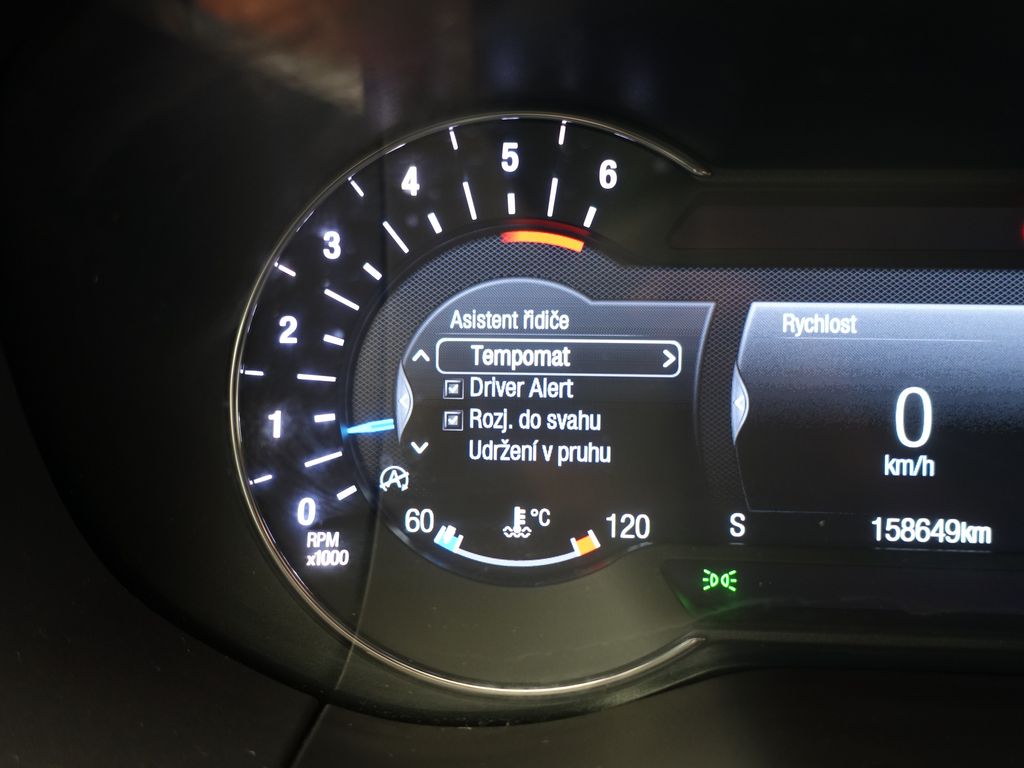 6
5
4
3
2
1
0
RPM
x1000
Asistent řidiče
Tempomat
Driver Alert
Rozj. do svahu
Udržení v pruhu
A
60
°C
120
Rychlost
0
km/h
S
158649km